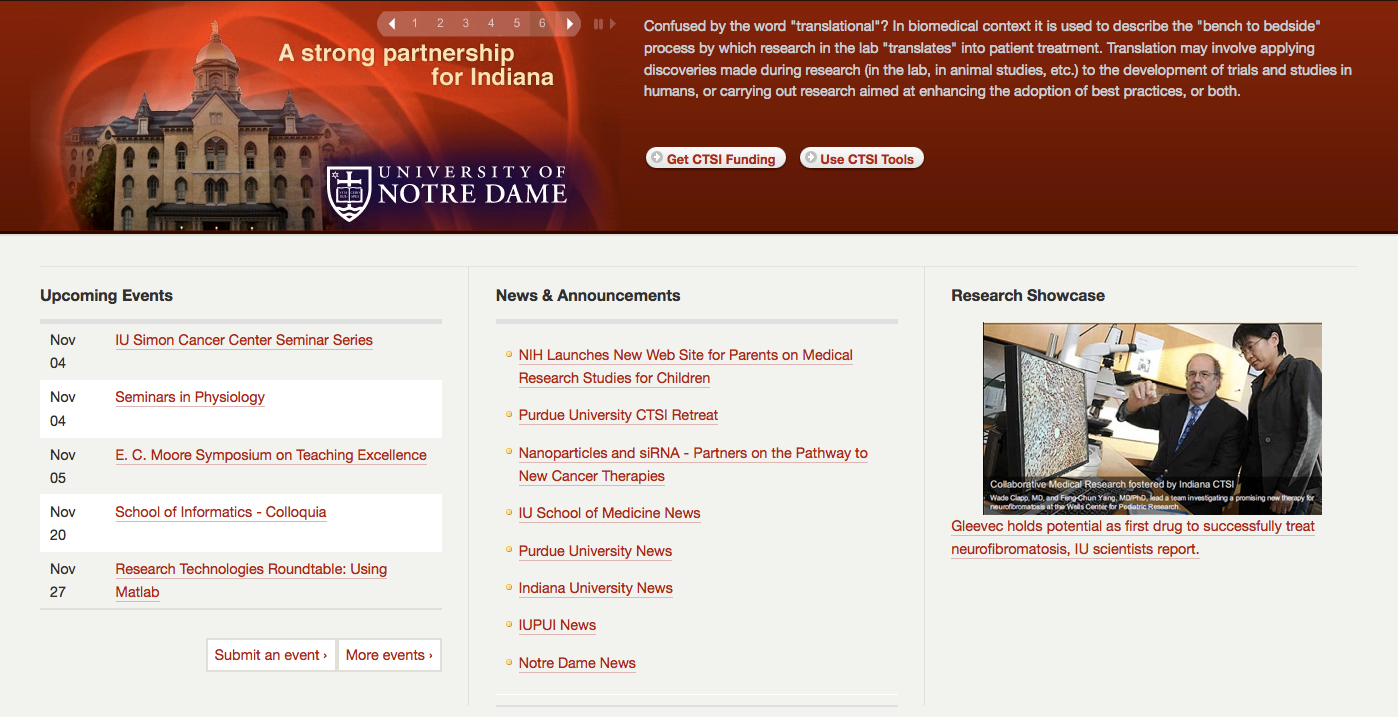 1 2 3 4 5 6
A strong partnership
for Indiana
UNIVERSITY OF
NOTRE DAME
Confused by the word "translational"? In biomedical context it is used to describe the "bench to bedside"
process by which research in the lab "translates" into patient treatment. Translation may involve applying
discoveries made during research (in the lab, in animal studies, etc.) to the development of trials and studies in
humans, or carrying out research aimed at enhancing the adoption of best practices, or both.
Get CTSI Funding
Use CTSI Tools
Upcoming Events
Nov
04
IU Simon Cancer Center Seminar Series
Nov
04
Seminars in Physiology
Nov
05
E. C. Moore Symposium on Teaching Excellence
Nov
20
School of Informatics - Colloquia
Nov
27
Research Technologies Roundtable: Using
Matlab
Submit an event ›
More events ›
News & Announcements
NIH Launches New Web Site for Parents on Medical
Research Studies for Children
Purdue University CTSI Retreat
Nanoparticles and siRNA - Partners on the Pathway to
New Cancer Therapies
IU School of Medicine News
Purdue University News
Indiana University News
IUPUI News
Notre Dame News
Research Showcase
Collaborative Medical Research fostered by Indiana CTSI
Wade Clapp, MD, and Feng-Chun Yang, MD/PhD, lead a team investigating a promising new therapy for
neurofibromatosis at the Wells Center for Pediatric Research.
Gleevec holds potential as first drug to successfully treat
neurofibromatosis, IU scientists report.